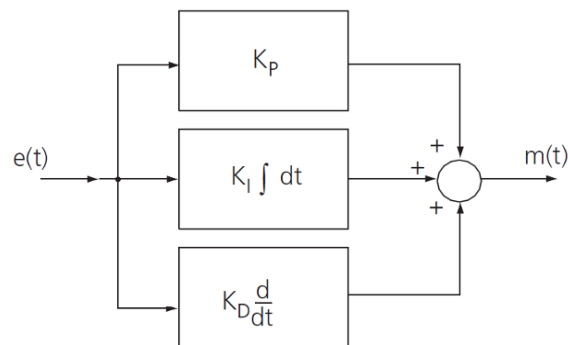 K_P
e(t)
K_I ∫ dt
+
+
+
m(t)
K_D d/dt